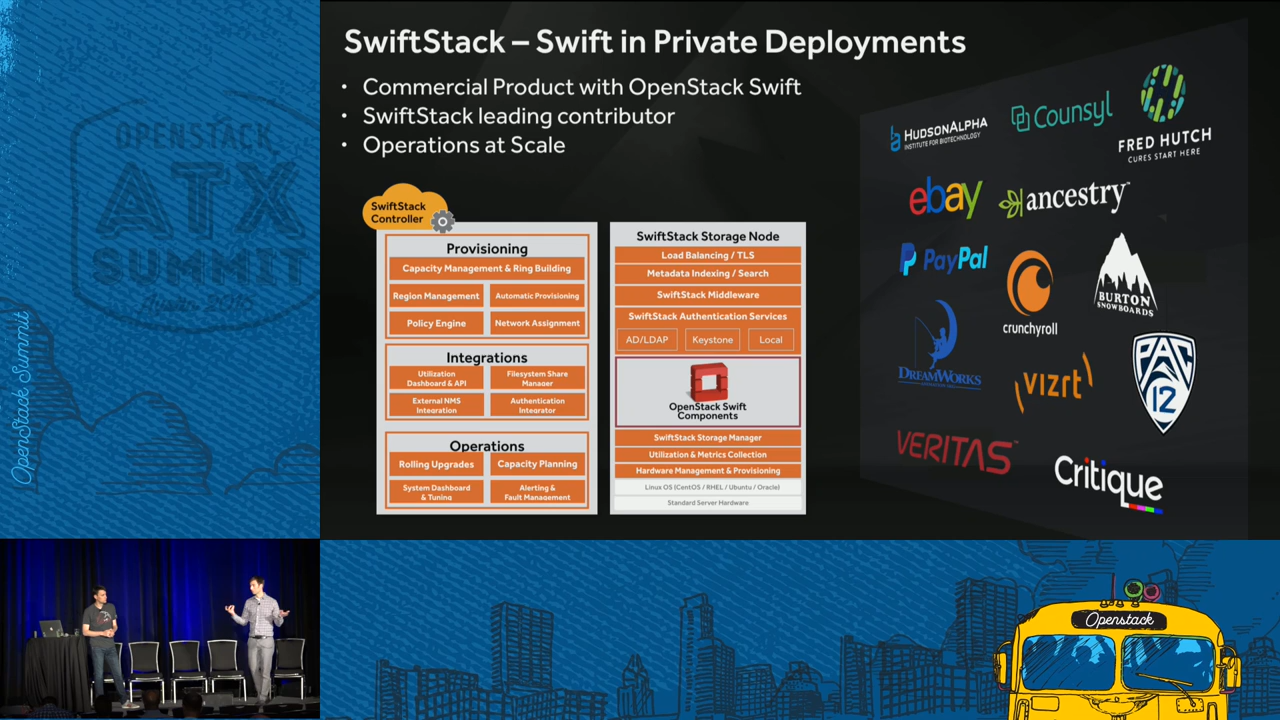 SwiftStack – Swift in Private Deployments
• Commercial Product with OpenStack Swift
• SwiftStack leading contributor
• Operations at Scale
SwiftStack
Controller
Provisioning
Capacity Management & Ring Building
Region Management
Automatic Provisioning
Policy Engine
Network Assignment
Integrations
Utilization
Dashboard & API
Filesystem Share
Manager
External NMS
Integration
Authentication
Integrator
Operations
Rolling Upgrades
Capacity Planning
System Dashboard
& Tuning
Alerting &
Fault Management
SwiftStack Storage Node
Load Balancing / TLS
Metadata Indexing / Search
SwiftStack Middleware
SwiftStack Authentication Services
AD/LDAP
Keystone
Local
OpenStack Swift
Components
SwiftStack Storage Manager
Utilization & Metrics Collection
Hardware Management & Provisioning
Linus OS (CentOS / RHEL / Ubuntu / Oracle)
Standard Server Hardware
HUDSONALPHA
INSTITUTE FOR BIOTECHNOLOGY
Counsyl
FRED HUTCH
CURES START HERE
ebay
ancestry
PayPal
crunchyroll
BURTON
SNOWBOARDS
DREAMWORKS
vizrt
PAC
12
VERITAS
Critique
OPENSTACK
ATX
SUMMIT
OpenStack Summit
Openstack